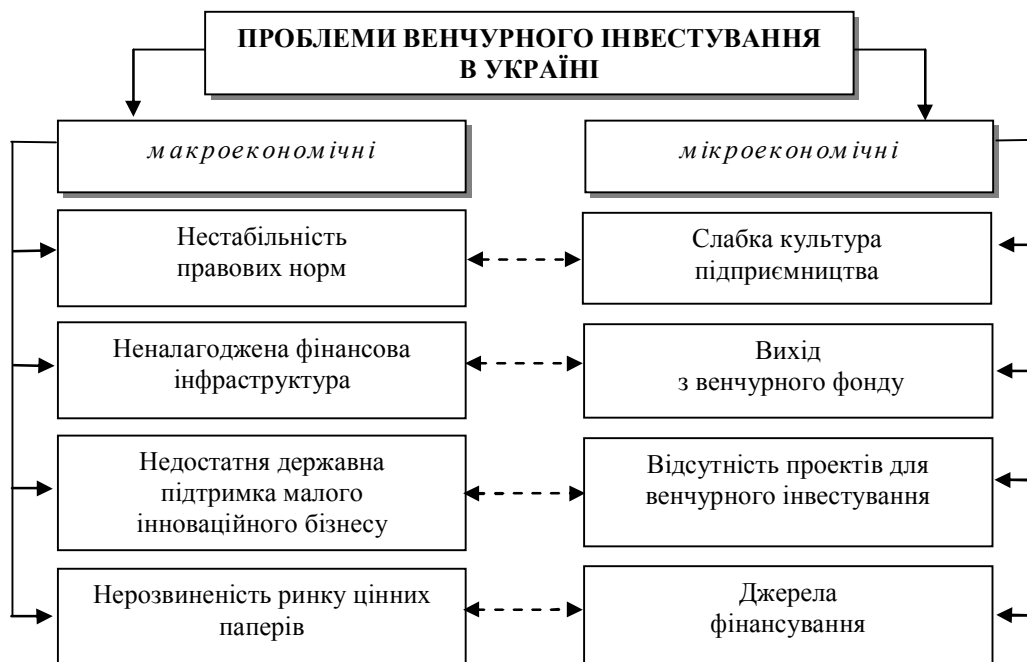 ПРОБЛЕМИ ВЕНЧУРНОГО ІНВЕСТУВАННЯ
В УКРАЇНІ
макроекономічні
мікроекономічні
Нестабільність
правових норм
Слабка культура
підприємництва
Неналагоджена фінансова
інфраструктура
Вихід
з венчурного фонду
Недостатня державна
підтримка малого
інноваційного бізнесу
Відсутність проектів для
венчурного інвестування
Нерозвиненість ринку цінних
паперів
Джерела
фінансування